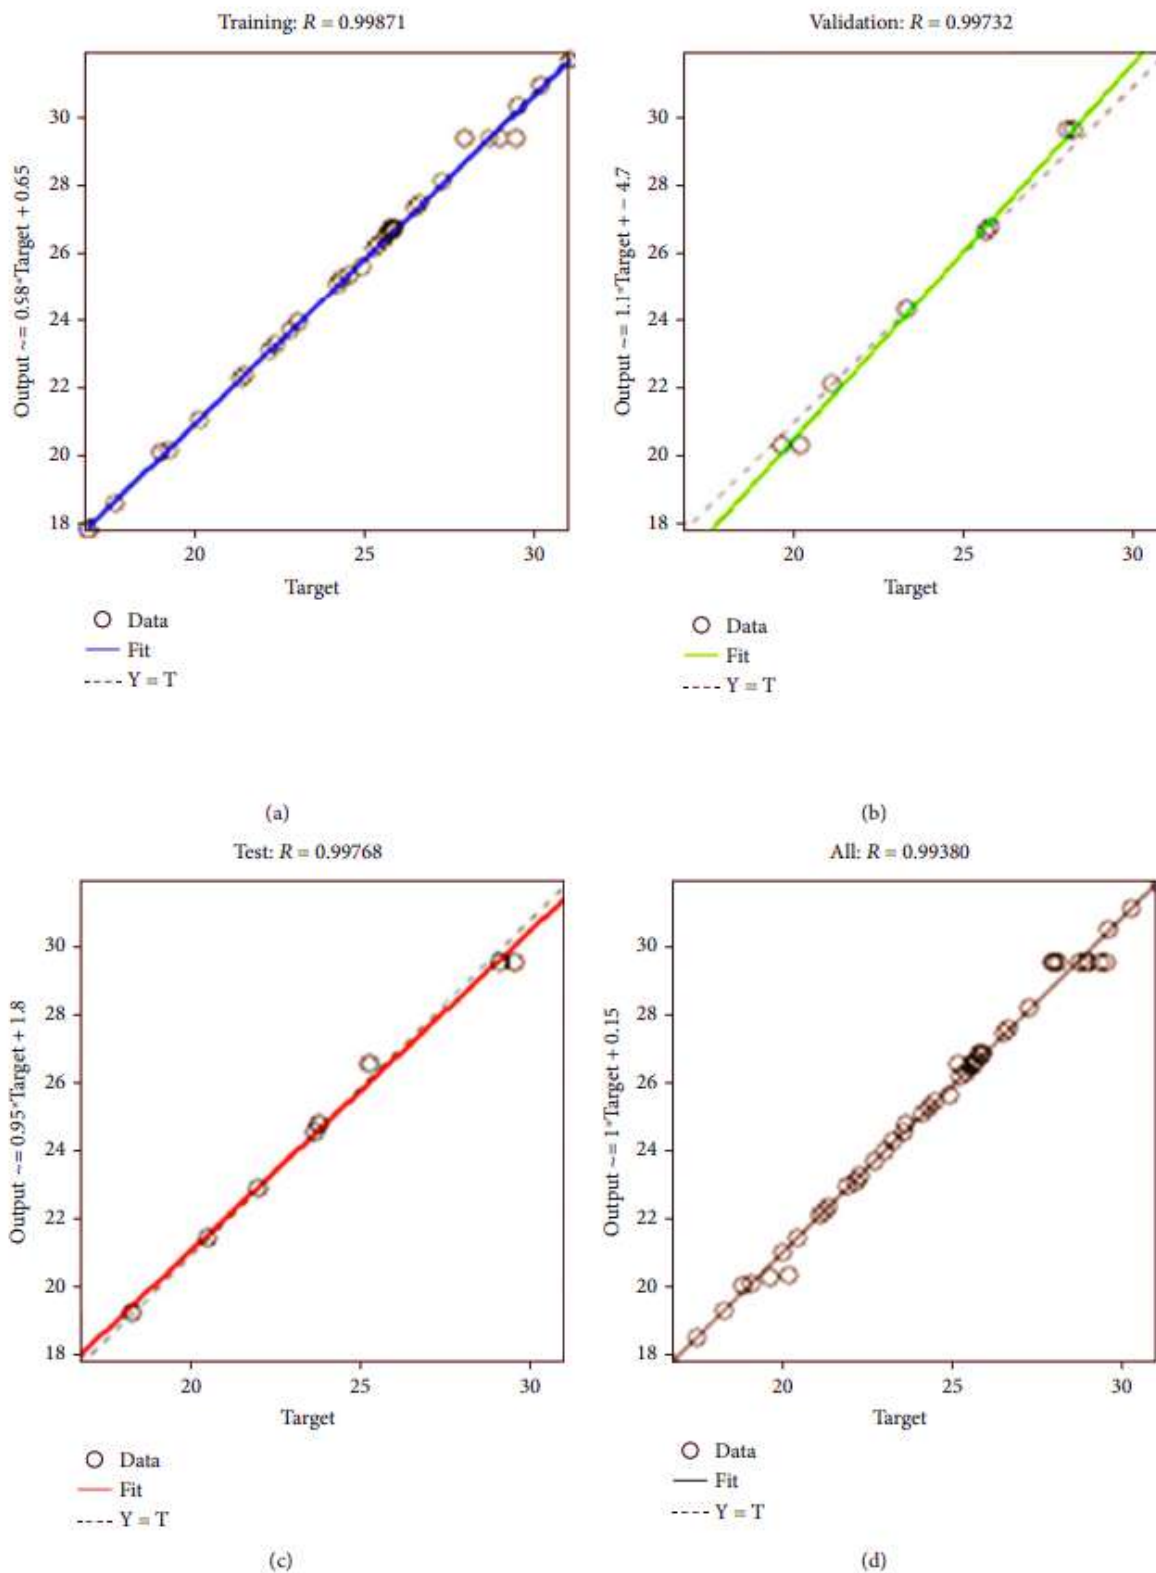 Training: R = 0.99871
Output ~= 0.98*Target + 0.65
30
28
26
24
22
20
18
20
25
30
Target
Data
Fit
Y = T
(a)
Validation: R = 0.99732
Output ~= 1.1*Target + − 4.7
30
28
26
24
22
20
18
20
25
30
Target
Data
Fit
Y = T
(b)
Test: R = 0.99768
Output ~= 0.95*Target + 1.8
30
28
26
24
22
20
18
20
25
30
Target
Data
Fit
Y = T
(c)
All: R = 0.99380
Output ~= 1*Target + 0.15
30
28
26
24
22
20
18
20
25
30
Target
Data
Fit
Y = T
(d)